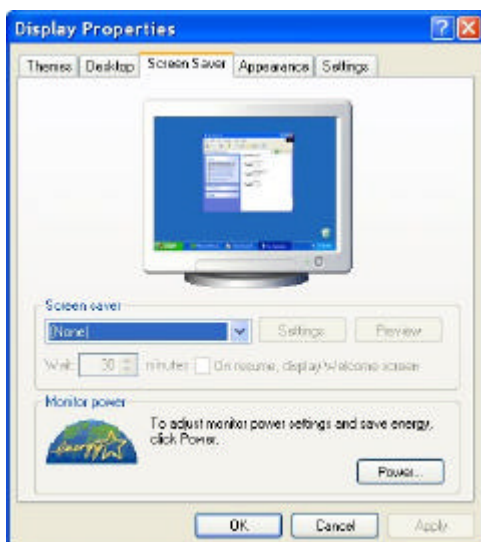 Display Properties
Themes Desktop Screen Saver Appearance Settings
Screen saver
(None) Settings Preview
Wait: 30 minutes On resume, display Welcome screen
Monitor power
To adjust monitor power settings and save energy,
click Power.
energy
Power...
OK Cancel Apply